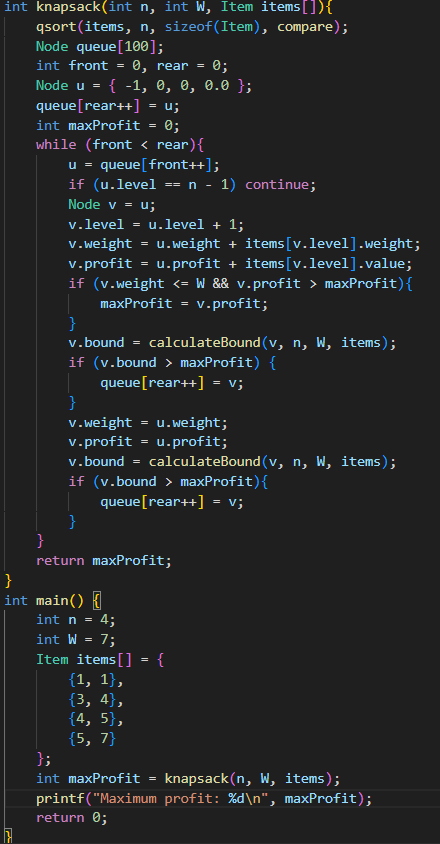 int knapsack(int n, int W, Item items[]){
    qsort(items, n, sizeof(Item), compare);
    Node queue[100];
    int front = 0, rear = 0;
    Node u = { -1, 0, 0, 0.0 };
    queue[rear++] = u;
    int maxProfit = 0;
    while (front < rear){
        u = queue[front++];
        if (u.level == n - 1) continue;
        Node v = u;
        v.level = u.level + 1;
        v.weight = u.weight + items[v.level].weight;
        v.profit = u.profit + items[v.level].value;
        if (v.weight <= W && v.profit > maxProfit){
            maxProfit = v.profit;
        }
        v.bound = calculateBound(v, n, W, items);
        if (v.bound > maxProfit) {
            queue[rear++] = v;
        }
        v.weight = u.weight;
        v.profit = u.profit;
        v.bound = calculateBound(v, n, W, items);
        if (v.bound > maxProfit){
            queue[rear++] = v;
        }
    }
    return maxProfit;
}
int main() {
    int n = 4;
    int W = 7;
    Item items[] = {
        {1, 1},
        {3, 4},
        {4, 5},
        {5, 7}
    };
    int maxProfit = knapsack(n, W, items);
    printf("Maximum profit: %d\n", maxProfit);
    return 0;
}